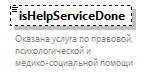 isHelpServiceDone
Оказана услуга по правовой,
психологической и
медико-социальной помощи